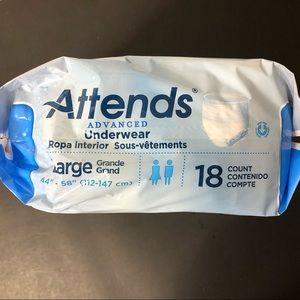 Attends®
ADVANCED
Underwear
Ropa Interior Sous-vêtements
Large Grande
Grand
44" - 58" (112-147 cm)
18 COUNT
CONTENIDO
COMPTE